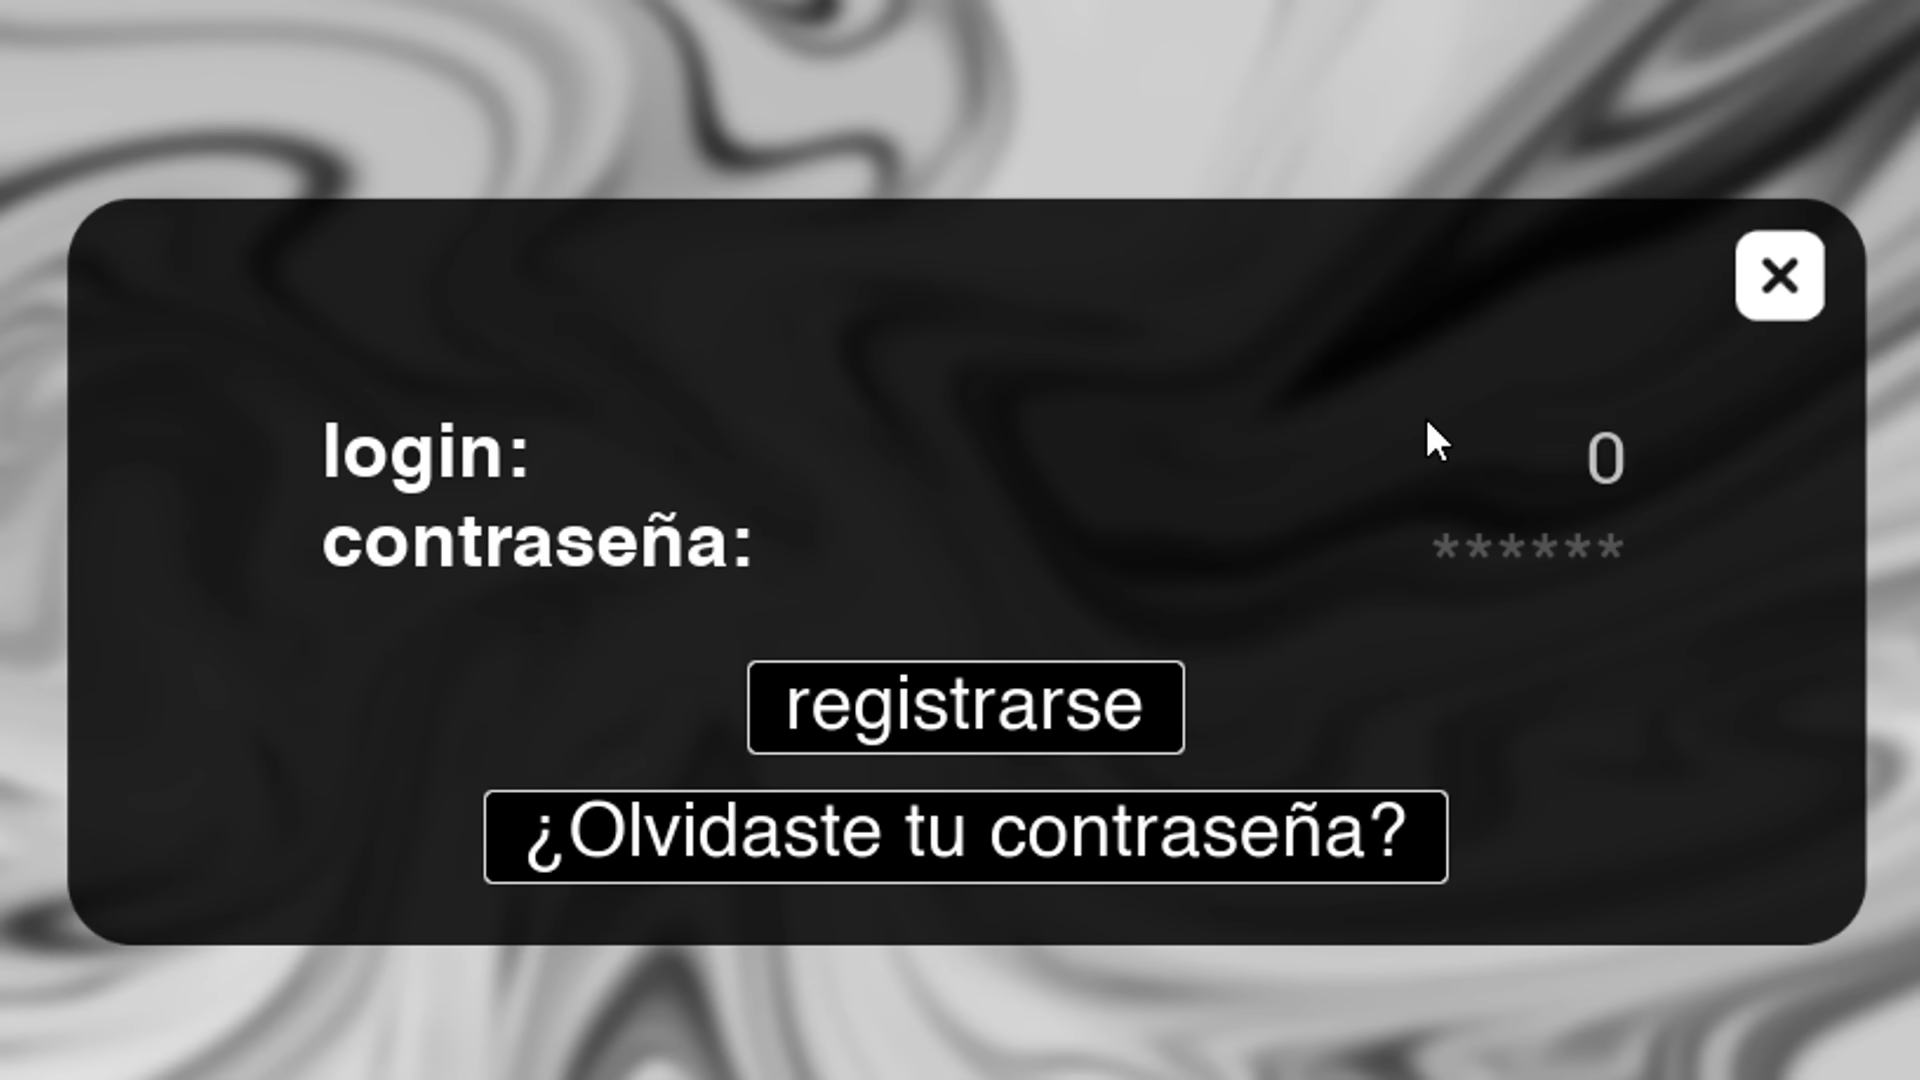 login: 0
contraseña: ******
registrarse
¿Olvidaste tu contraseña?